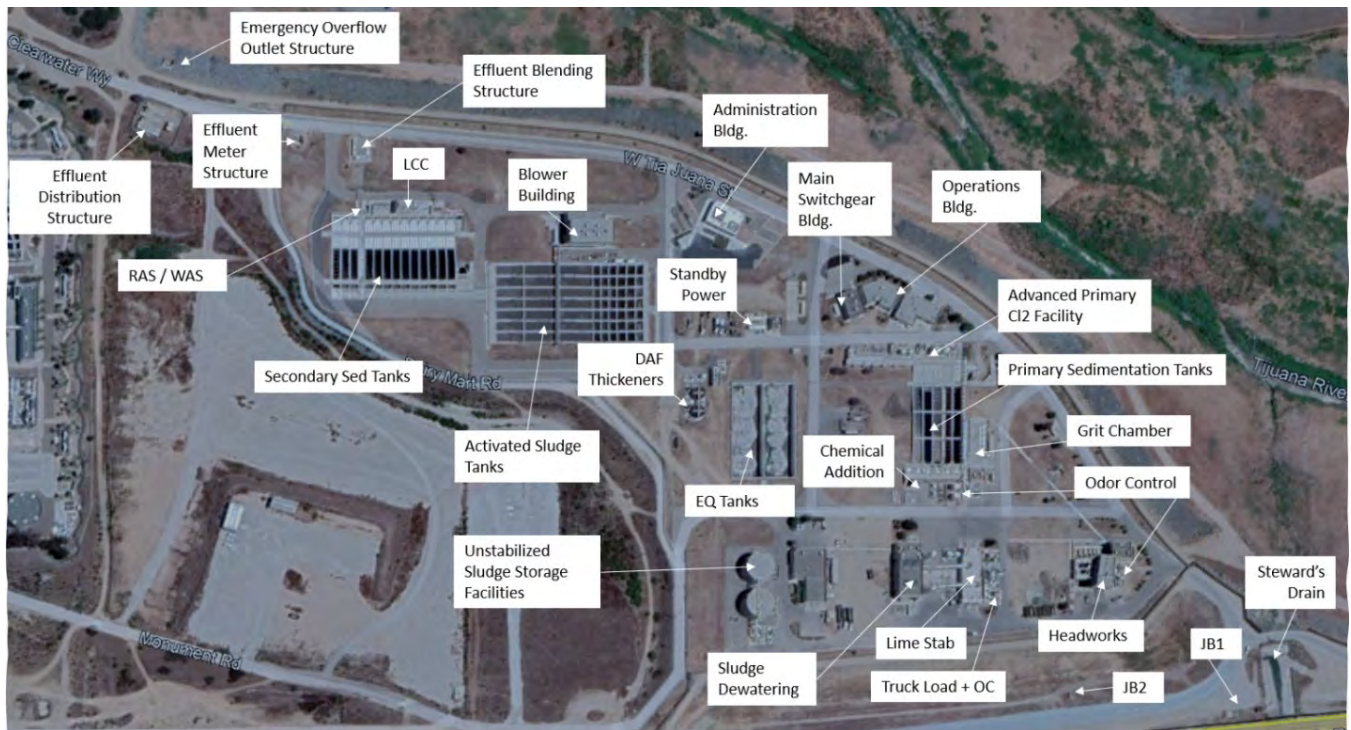 Emergency Overflow
Outlet Structure
Clearwater Wy
Effluent Blending
Structure
Administration
Bldg.
Effluent
Meter
Structure
LCC
Blower
Building
W Tia Juana S
Main
Switchgear
Bldg.
Operations
Bldg.
Effluent
Distribution
Structure
RAS / WAS
Standby
Power
Advanced Primary
Cl2 Facility
Secondary Sed Tanks
Mart Rd
DAF
Thickeners
Primary Sedimentation Tanks
Tijuana River
Activated Sludge
Tanks
Chemical
Addition
Grit Chamber
Odor Control
EQ Tanks
Unstabilized
Sludge Storage
Facilities
Steward's
Drain
Monument Rd
Lime Stab
Headworks
JB1
Sludge
Dewatering
Truck Load + OC
JB2